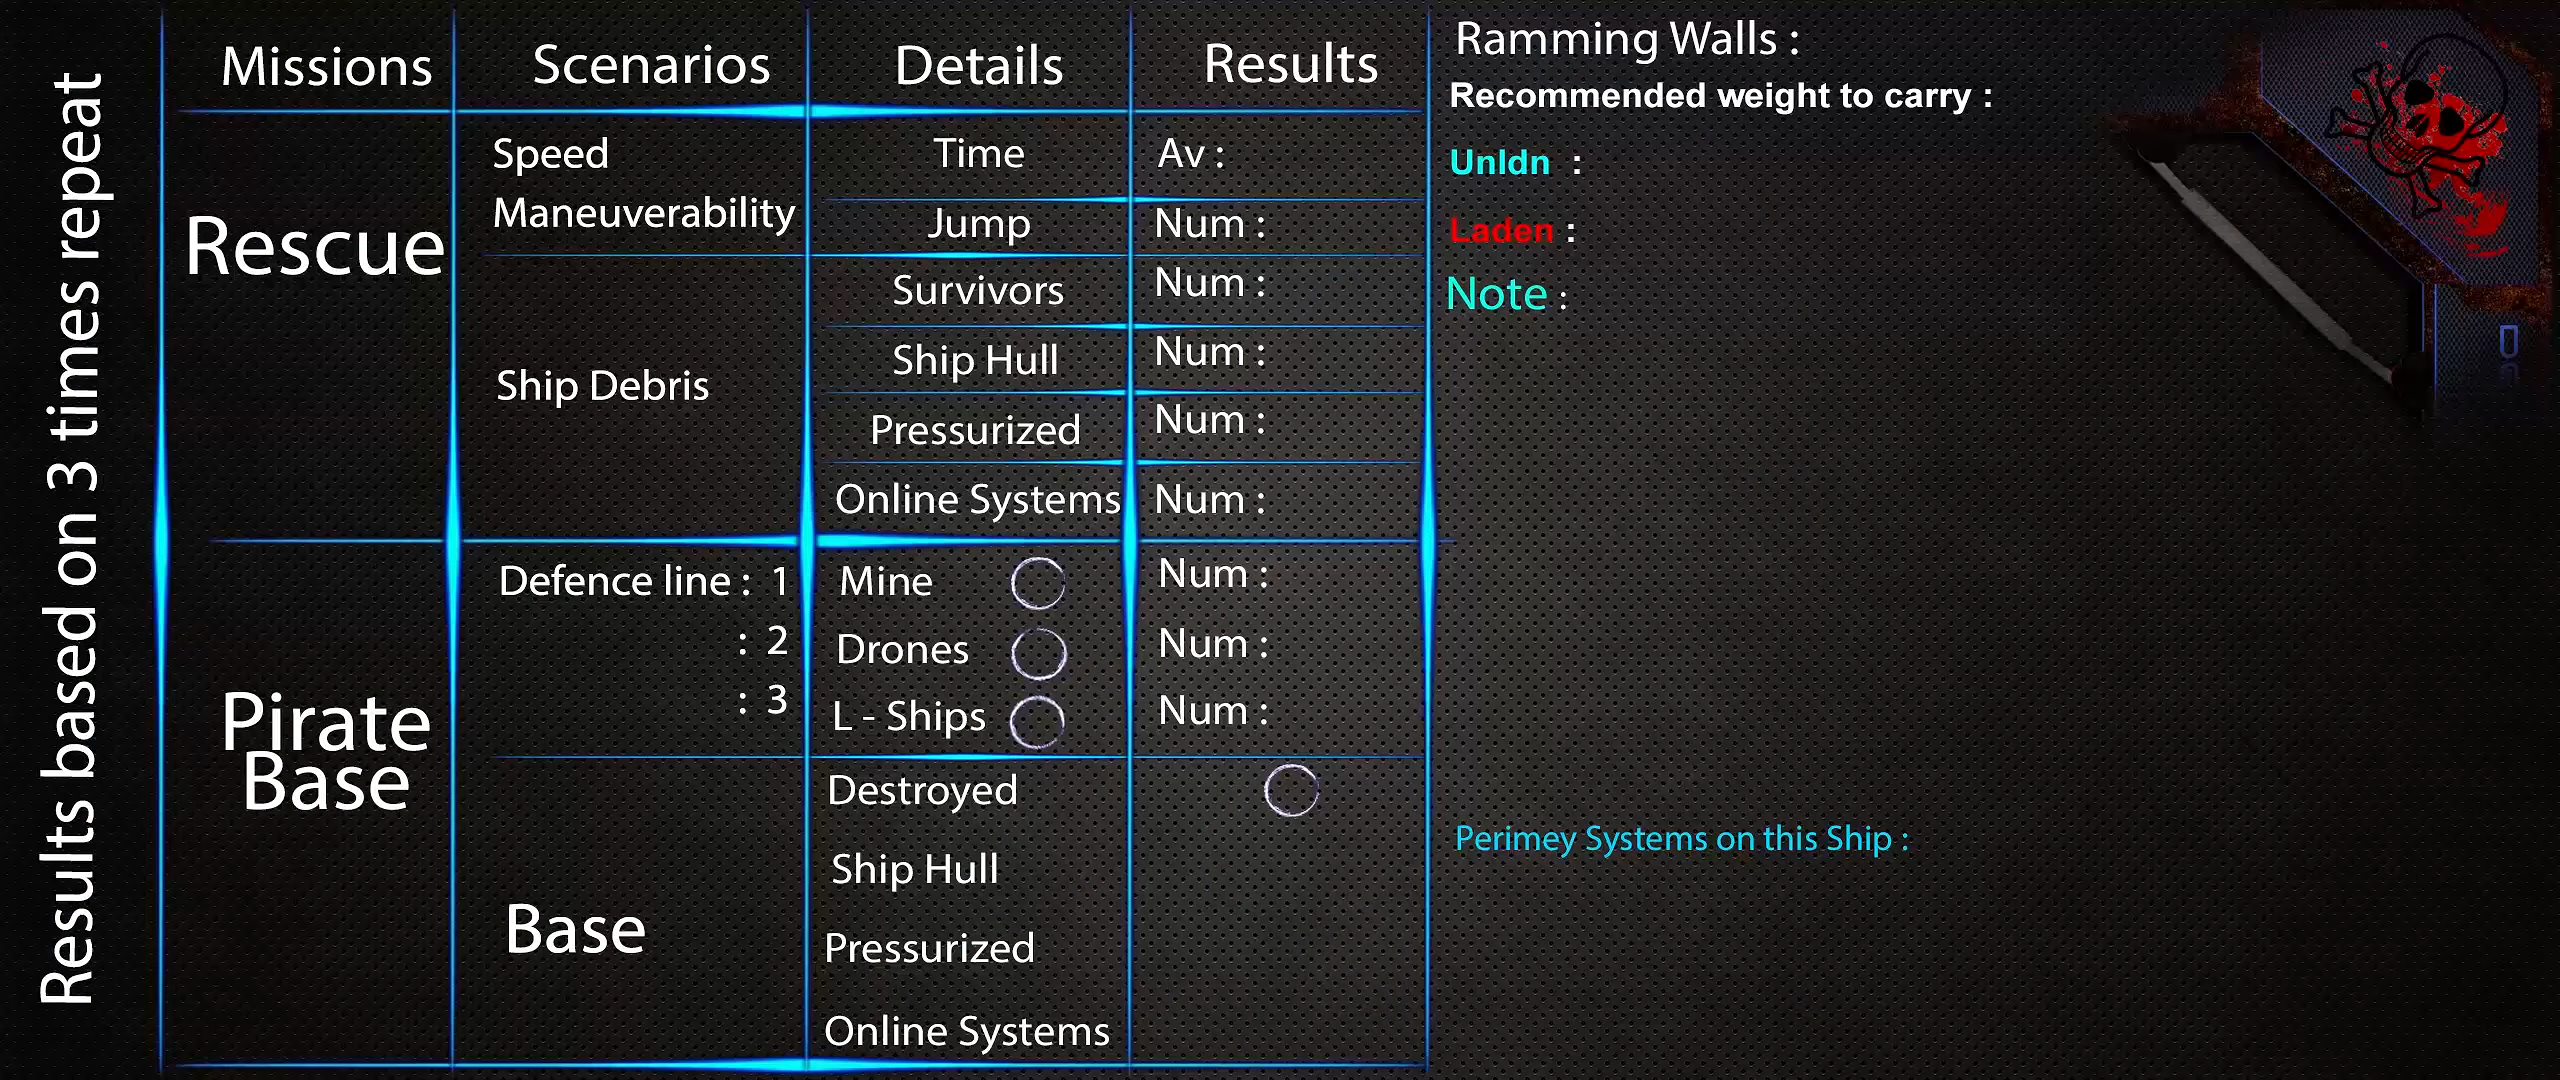 Results based on 3 times repeat
Missions
Scenarios
Details
Results
Rescue
Speed
Maneuverability
Time
Av :
Jump
Num :
Ship Debris
Survivors
Num :
Ship Hull
Num :
Pressurized
Num :
Online Systems
Num :
Pirate
Base
Defence line : 1
: 2
: 3
Mine
Num :
Drones
Num :
L - Ships
Num :
Base
Destroyed
Ship Hull
Pressurized
Online Systems
Ramming Walls :
Recommended weight to carry :
Unldn :
Laden :
Note :
Perimey Systems on this Ship :